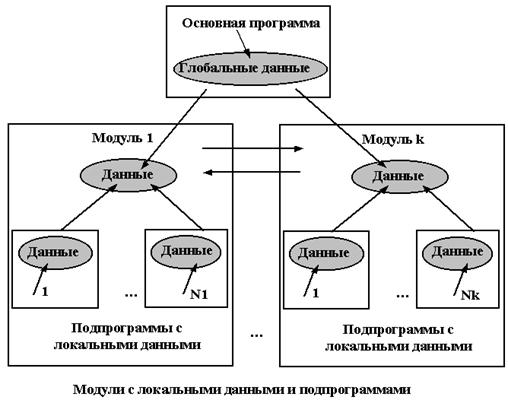 Основная программа
Глобальные данные
Модуль 1
Данные
Данные
Данные
1
...
N1
Подпрограммы с
локальными данными
...
Модуль k
Данные
Данные
Данные
1
...
Nk
Подпрограммы с
локальными данными
Модули с локальными данными и подпрограммами